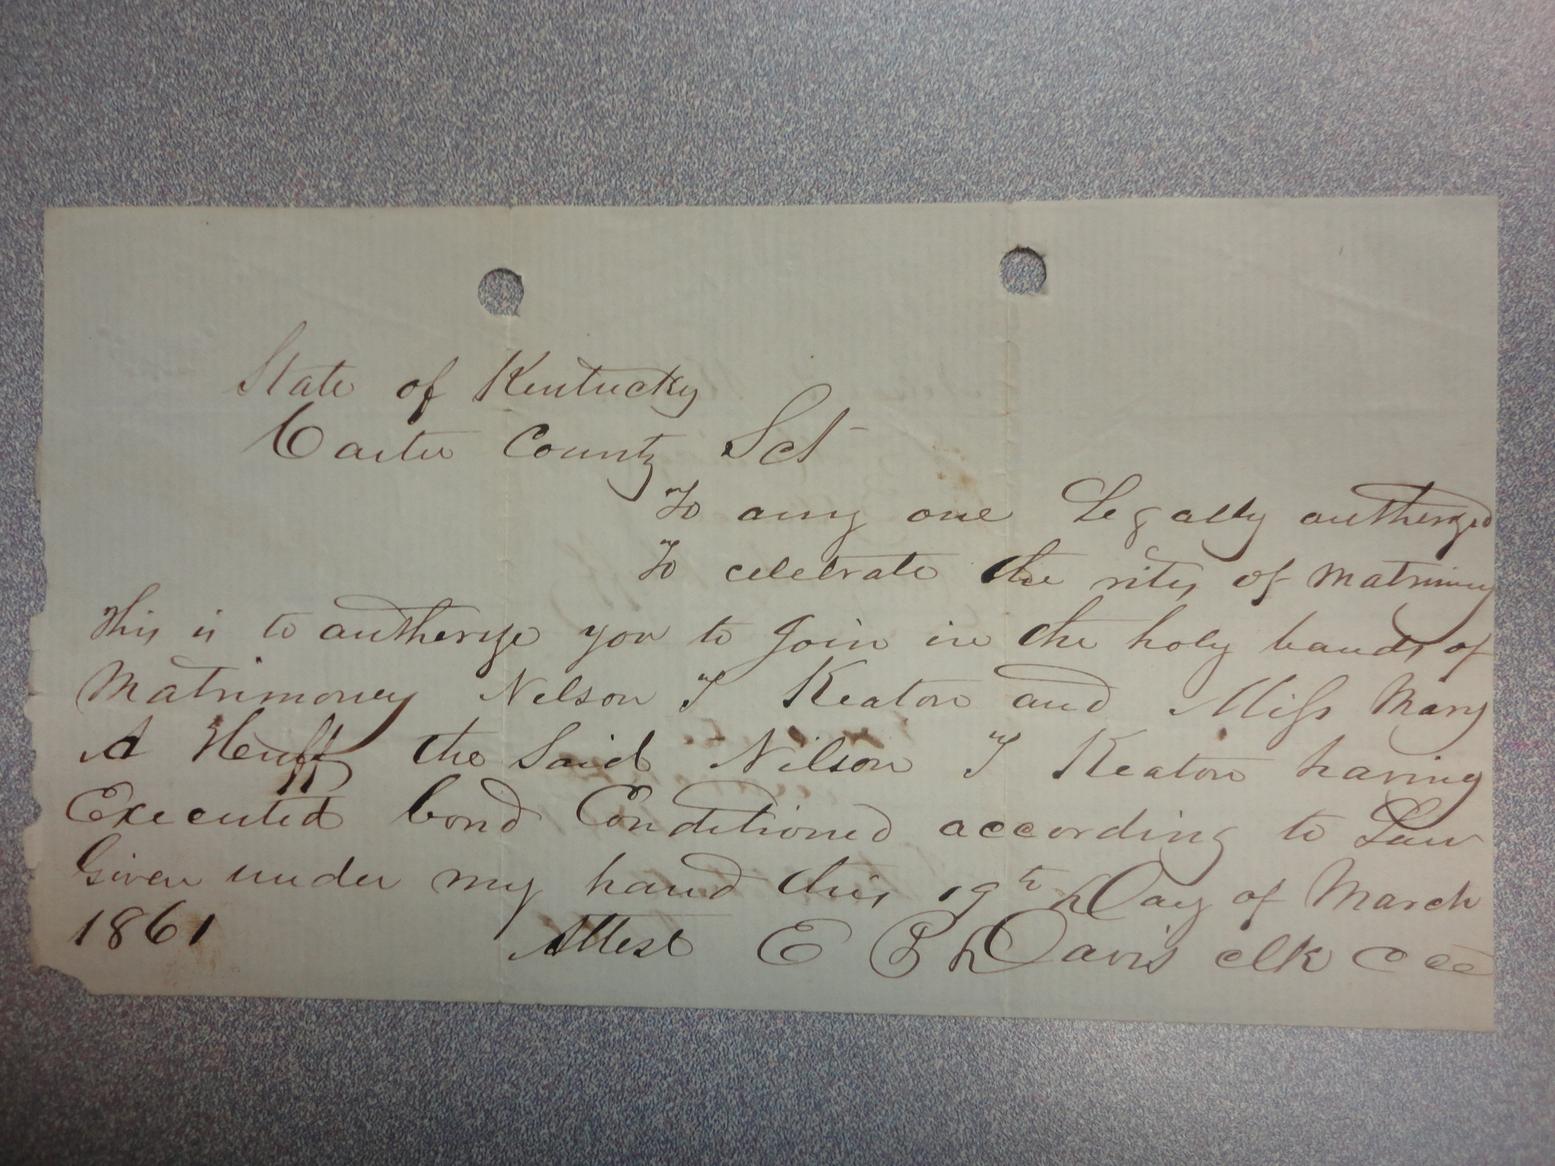 State of Kentucky
Carter County Sct
To any one Legally autherized
To celebrate the rites of Matrimony
This is to autherize you to Join in the holy bands of
Matrimoney Nelson T Keaton and Miss Mary
A Huff the Said Nilson T Keaton having
Executed bond Conditioned according to Law
Given under my hand this 19th Day of March
1861 Attest E B Davis clk C C C